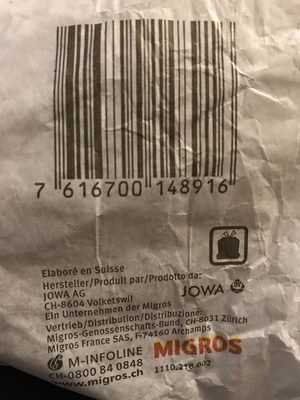 7 616700 148916
Elaboré en Suisse
Hersteller/Produit par/Prodotto da:
JOWA AG
CH-8604 Volketswil
JOWA
Ein Unternehmen der Migros
Vertrieb/Distribution/Distribuzione:
Migros-Genossenschafts-Bund, CH-8031 Zürich
Migros France SAS, F-74160 Archamps
M-INFOLINE
MIGROS
CH-0800 84 0848
1110.218.002
www.migros.ch